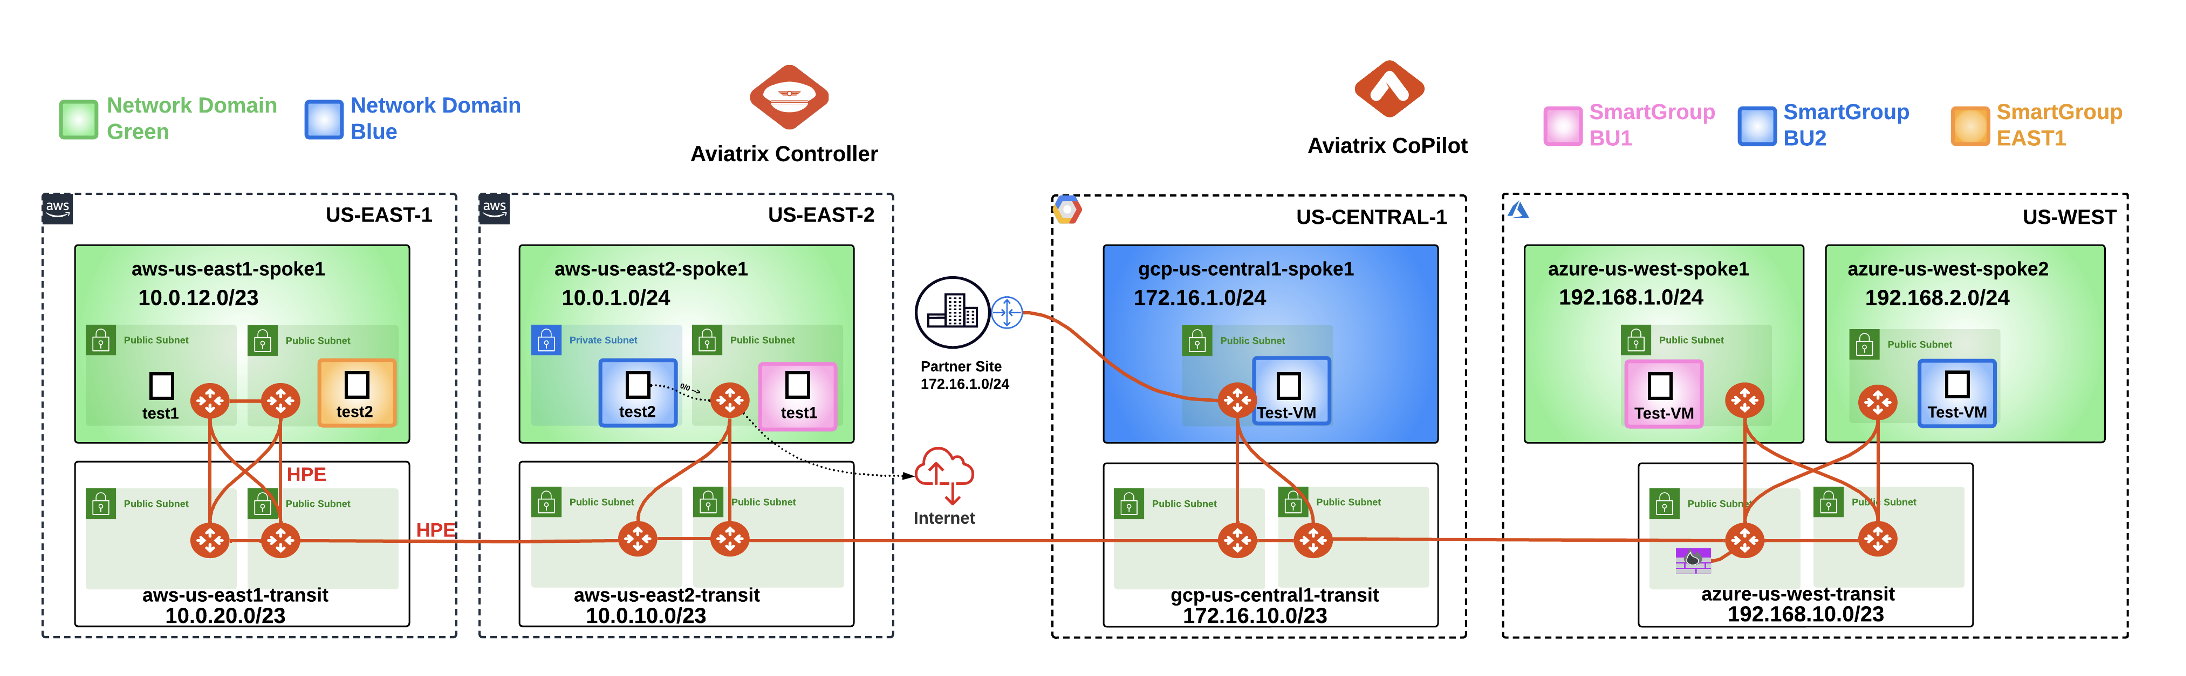 Network Domain
Green
Network Domain
Blue
Aviatrix Controller
Aviatrix CoPilot
SmartGroup
BU1
SmartGroup
BU2
SmartGroup
EAST1
aws
US-EAST-1
aws-us-east1-spoke1
10.0.12.0/23
Public Subnet
Public Subnet
test1
test2
HPE
Public Subnet
Public Subnet
aws-us-east1-transit
10.0.20.0/23
HPE
aws
US-EAST-2
aws-us-east2-spoke1
10.0.1.0/24
Private Subnet
Public Subnet
test2
0/0
test1
Public Subnet
Public Subnet
aws-us-east2-transit
10.0.10.0/23
Partner Site
172.16.1.0/24
Internet
US-CENTRAL-1
gcp-us-central1-spoke1
172.16.1.0/24
Public Subnet
Test-VM
Public Subnet
Public Subnet
gcp-us-central1-transit
172.16.10.0/23
US-WEST
azure-us-west-spoke1
192.168.1.0/24
Public Subnet
Test-VM
azure-us-west-spoke2
192.168.2.0/24
Public Subnet
Test-VM
Public Subnet
Public Subnet
azure-us-west-transit
192.168.10.0/23